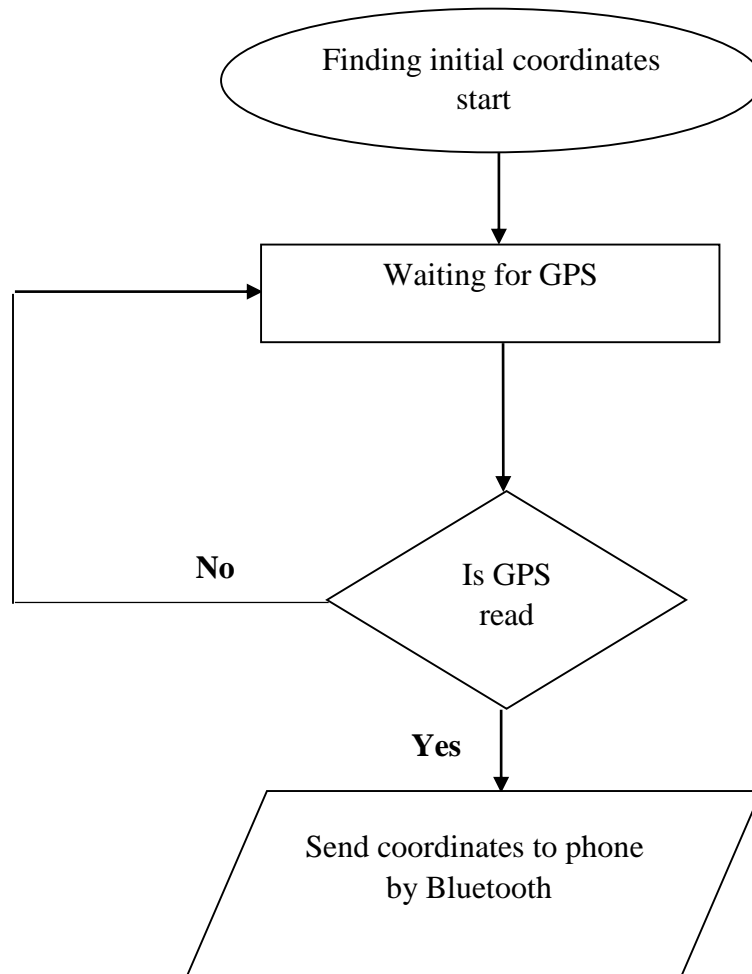 Finding initial coordinates
start
Waiting for GPS
No
Is GPS
read
Yes
Send coordinates to phone
by Bluetooth